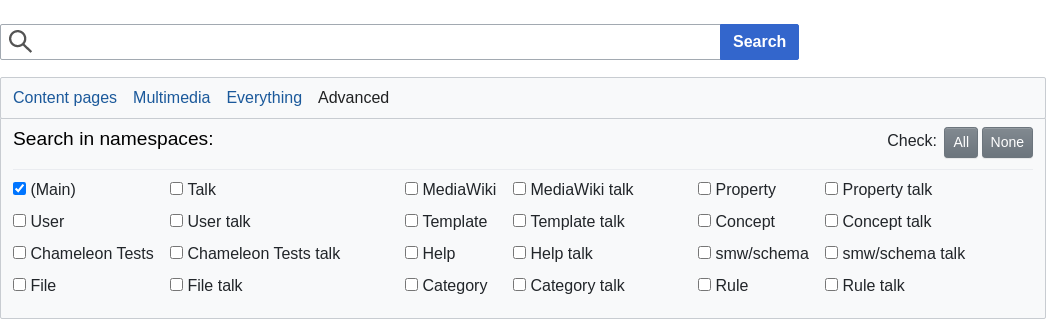 Search
Content pages Multimedia Everything Advanced
Search in namespaces: Check: All None
(Main) Talk MediaWiki MediaWiki talk Property Property talk
User User talk Template Template talk Concept Concept talk
Chameleon Tests Chameleon Tests talk Help Help talk smw/schema smw/schema talk
File File talk Category Category talk Rule Rule talk